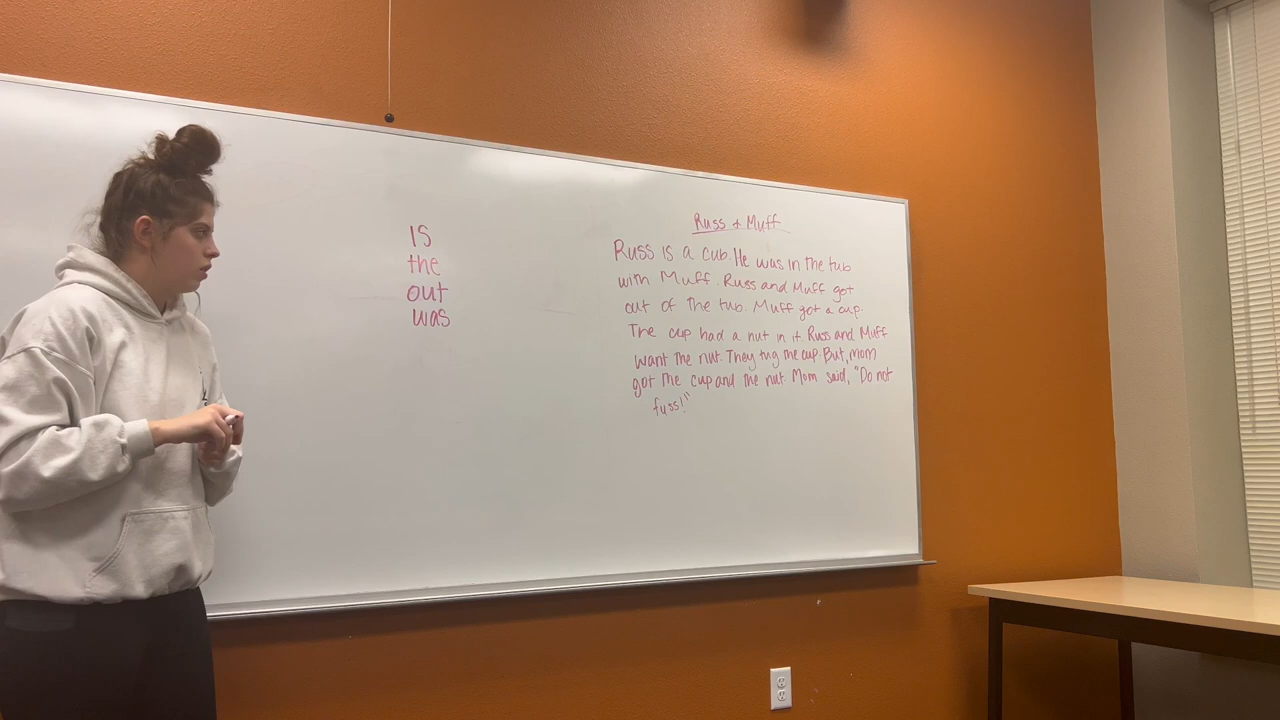 is
the
out
was
Russ + Muff
Russ is a cub. He was in the tub
with Muff. Russ and Muff got
out of the tub. Muff got a cup.
The cup had a nut in it Russ and Muff
want the nut. They tug the cup. But, mom
got the cup and the nut. Mom said, "Do not
fuss!"